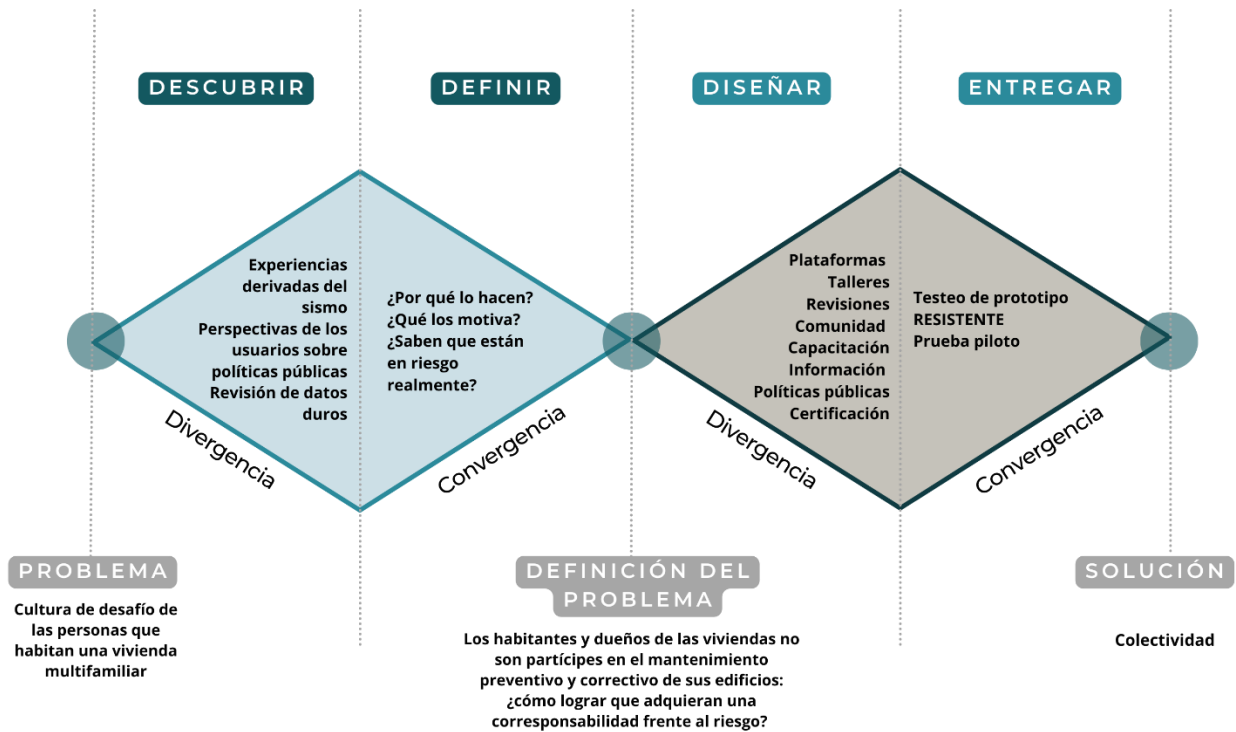 DESCUBRIR
DEFINIR
DISEÑAR
ENTREGAR
Experiencias
derivadas del
sismo
Perspectivas de los
usuarios sobre
políticas públicas
Revisión de datos
duros
¿Por qué lo hacen?
¿Qué los motiva?
¿Saben que están
en riesgo
realmente?
Plataformas
Talleres
Revisiones
Comunidad
Capacitación
Información
Políticas públicas
Certificación
Testeo de prototipo
RESISTENTE
Prueba piloto
Divergencia
Convergencia
Divergencia
Convergencia
PROBLEMA
Cultura de desafío de
las personas que
habitan una vivienda
multifamiliar
DEFINICIÓN DEL
PROBLEMA
Los habitantes y dueños de las viviendas no
son partícipes en el mantenimiento
preventivo y correctivo de sus edificios:
¿cómo lograr que adquieran una
corresponsabilidad frente al riesgo?
SOLUCIÓN
Colectividad